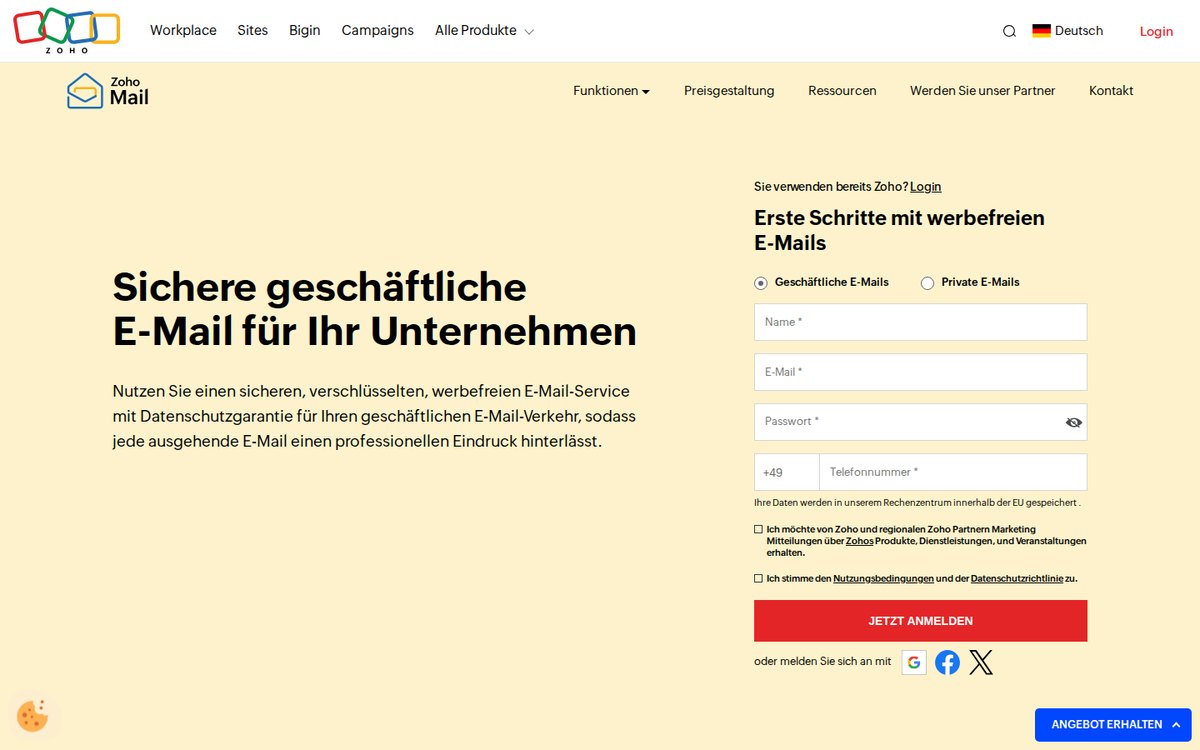 ZOHO
Workplace Sites Bigin Campaigns Alle Produkte
Deutsch
Login
Zoho
Mail
Funktionen Preisgestaltung Ressourcen Werden Sie unser Partner Kontakt
Sichere geschäftliche
E-Mail für Ihr Unternehmen
Nutzen Sie einen sicheren, verschlüsselten, werbefreien E-Mail-Service
mit Datenschutzgarantie für Ihren geschäftlichen E-Mail-Verkehr, sodass
jede ausgehende E-Mail einen professionellen Eindruck hinterlässt.
Sie verwenden bereits Zoho? Login
Erste Schritte mit werbefreien
E-Mails
Geschäftliche E-Mails Private E-Mails
Name *
E-Mail *
Passwort *
+49 Telefonnummer *
Ihre Daten werden in unserem Rechenzentrum innerhalb der EU gespeichert .
Ich möchte von Zoho und regionalen Zoho Partnern Marketing
Mitteilungen über Zohos Produkte, Dienstleistungen, und Veranstaltungen
erhalten.
Ich stimme den Nutzungsbedingungen und der Datenschutzrichtlinie zu.
JETZT ANMELDEN
oder melden Sie sich an mit
ANGEBOT ERHALTEN